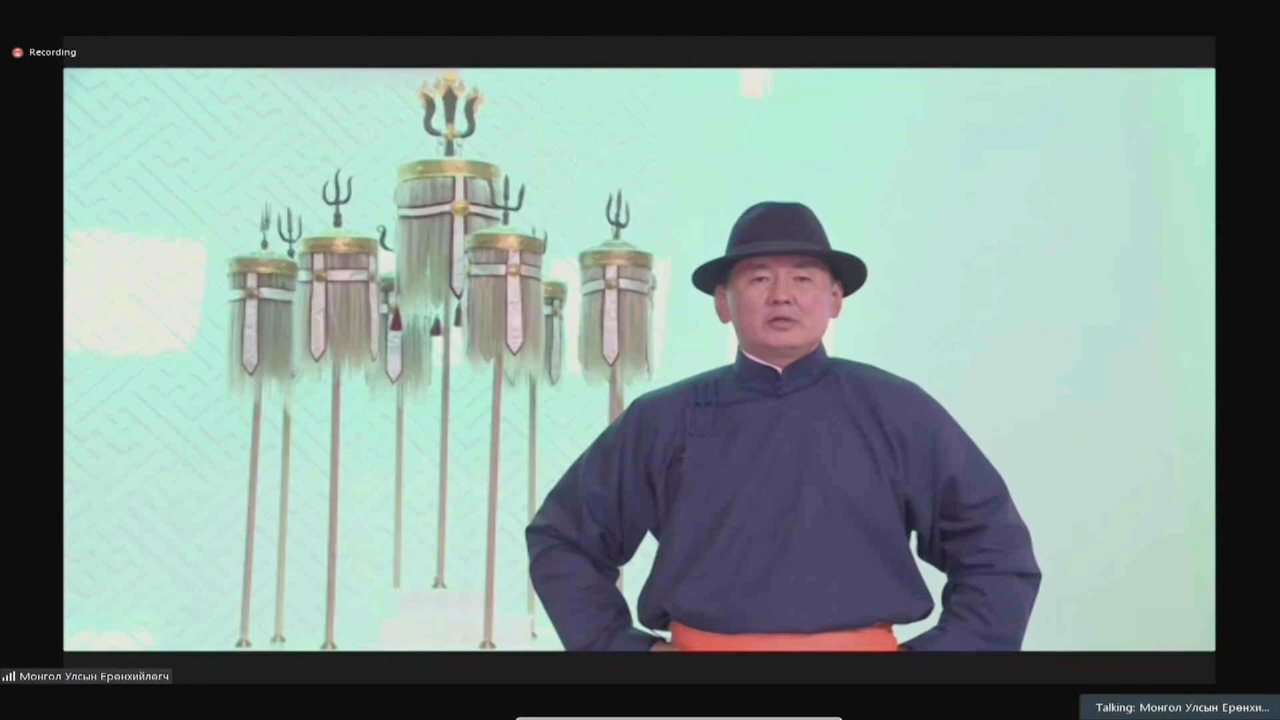 Recording
Монгол Улсын Ерөнхийлөгч
Talking: Монгол Улсын Ерөнхи...